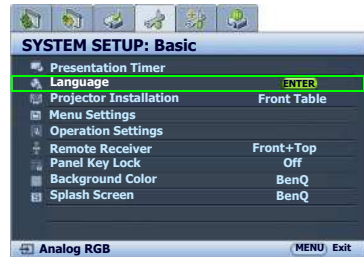 SYSTEM SETUP: Basic
Presentation Timer
Language ENTER
Projector Installation Front Table
Menu Settings
Operation Settings
Remote Receiver Front+Top
Panel Key Lock Off
Background Color BenQ
Splash Screen BenQ
Analog RGB MENU Exit